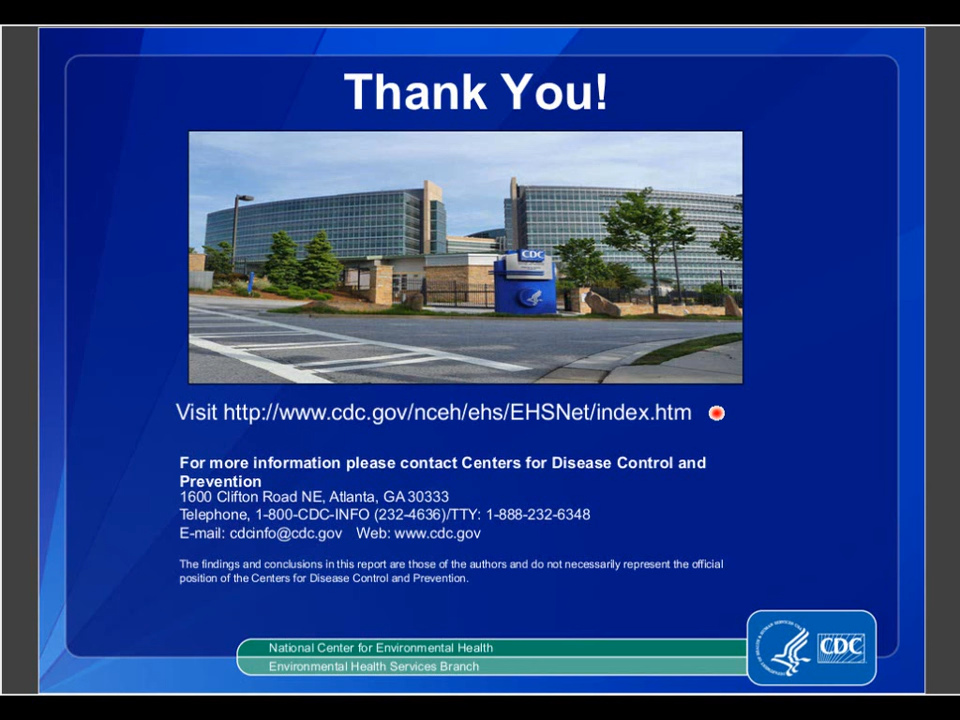 Thank You!
CDC
Visit http://www.cdc.gov/nceh/ehs/EHSNet/index.htm
For more information please contact Centers for Disease Control and
Prevention
1600 Clifton Road NE, Atlanta, GA 30333
Telephone, 1-800-CDC-INFO (232-4636)/TTY: 1-888-232-6348
E-mail: cdcinfo@cdc.gov Web: www.cdc.gov
The findings and conclusions in this report are those of the authors and do not necessarily represent the official
position of the Centers for Disease Control and Prevention.
National Center for Environmental Health
Environmental Health Services Branch
CDC